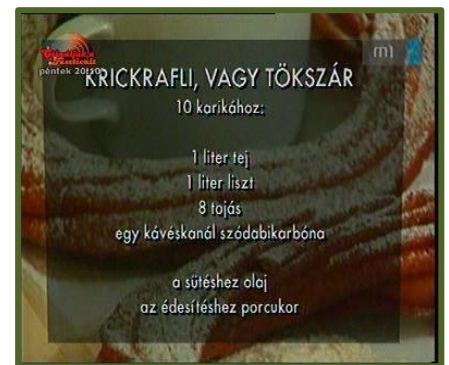 péntek 20:10
m1
KRICKRAFLI, VAGY TÖKSZÁR
10 karikához:
1 liter tej
1 liter liszt
8 tojás
egy kávéskanál szódabikarbóna
a sütéshez olaj
az édesítéshez porcukor